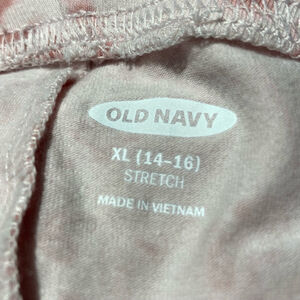 OLD NAVY
XL (14-16)
STRETCH
MADE IN VIETNAM